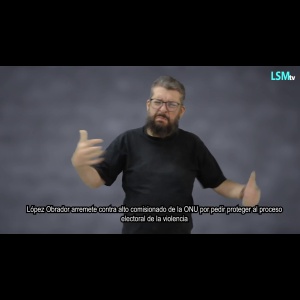 LSMtv
López Obrador arremete contra alto comisionado de la ONU por pedir proteger al proceso
electoral de la violencia